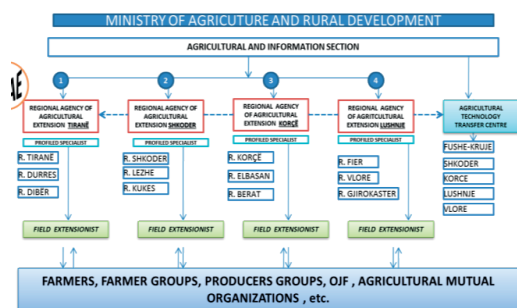 MINISTRY OF AGRICUTURE AND RURAL DEVELOPMENT
AGRICULTURAL AND INFORMATION SECTION
1
2
3
4
REGIONAL AGENCY OF
AGRICULTURAL
EXTENSION TIRANË
REGIONAL AGENCY OF
AGRICULTURAL
EXTENSION SHKODER
REGIONAL AGENCY
OF AGRICULTURAL
EXTENSION KORÇË
REGIONAL AGENCY OF
AGRITCULTURAL
EXTENSION LUSHNJE
AGRICULTURAL
TECHNOLOGY
TRANSFER CENTRE
PROFILED SPECIALIST
PROFILED SPECIALIST
PROFILED SPECIALIST
PROFILED SPECIALIST
R. TIRANË
R. DURRES
R. DIBËR
R. SHKODER
R. LEZHE
R. KUKES
R. KORÇË
R. ELBASAN
R. BERAT
R. FIER
R. VLORE
R. GJIROKASTER
FUSHE-KRUJE
SHKODER
KORCE
LUSHNJE
VLORE
FIELD EXTENSIONIST
FIELD EXTENSIONIST
FIELD EXTENSIONIST
FIELD EXTENSIONIST
FARMERS, FARMER GROUPS, PRODUCERS GROUPS, OJF , AGRICULTURAL MUTUAL
ORGANIZATIONS , etc.